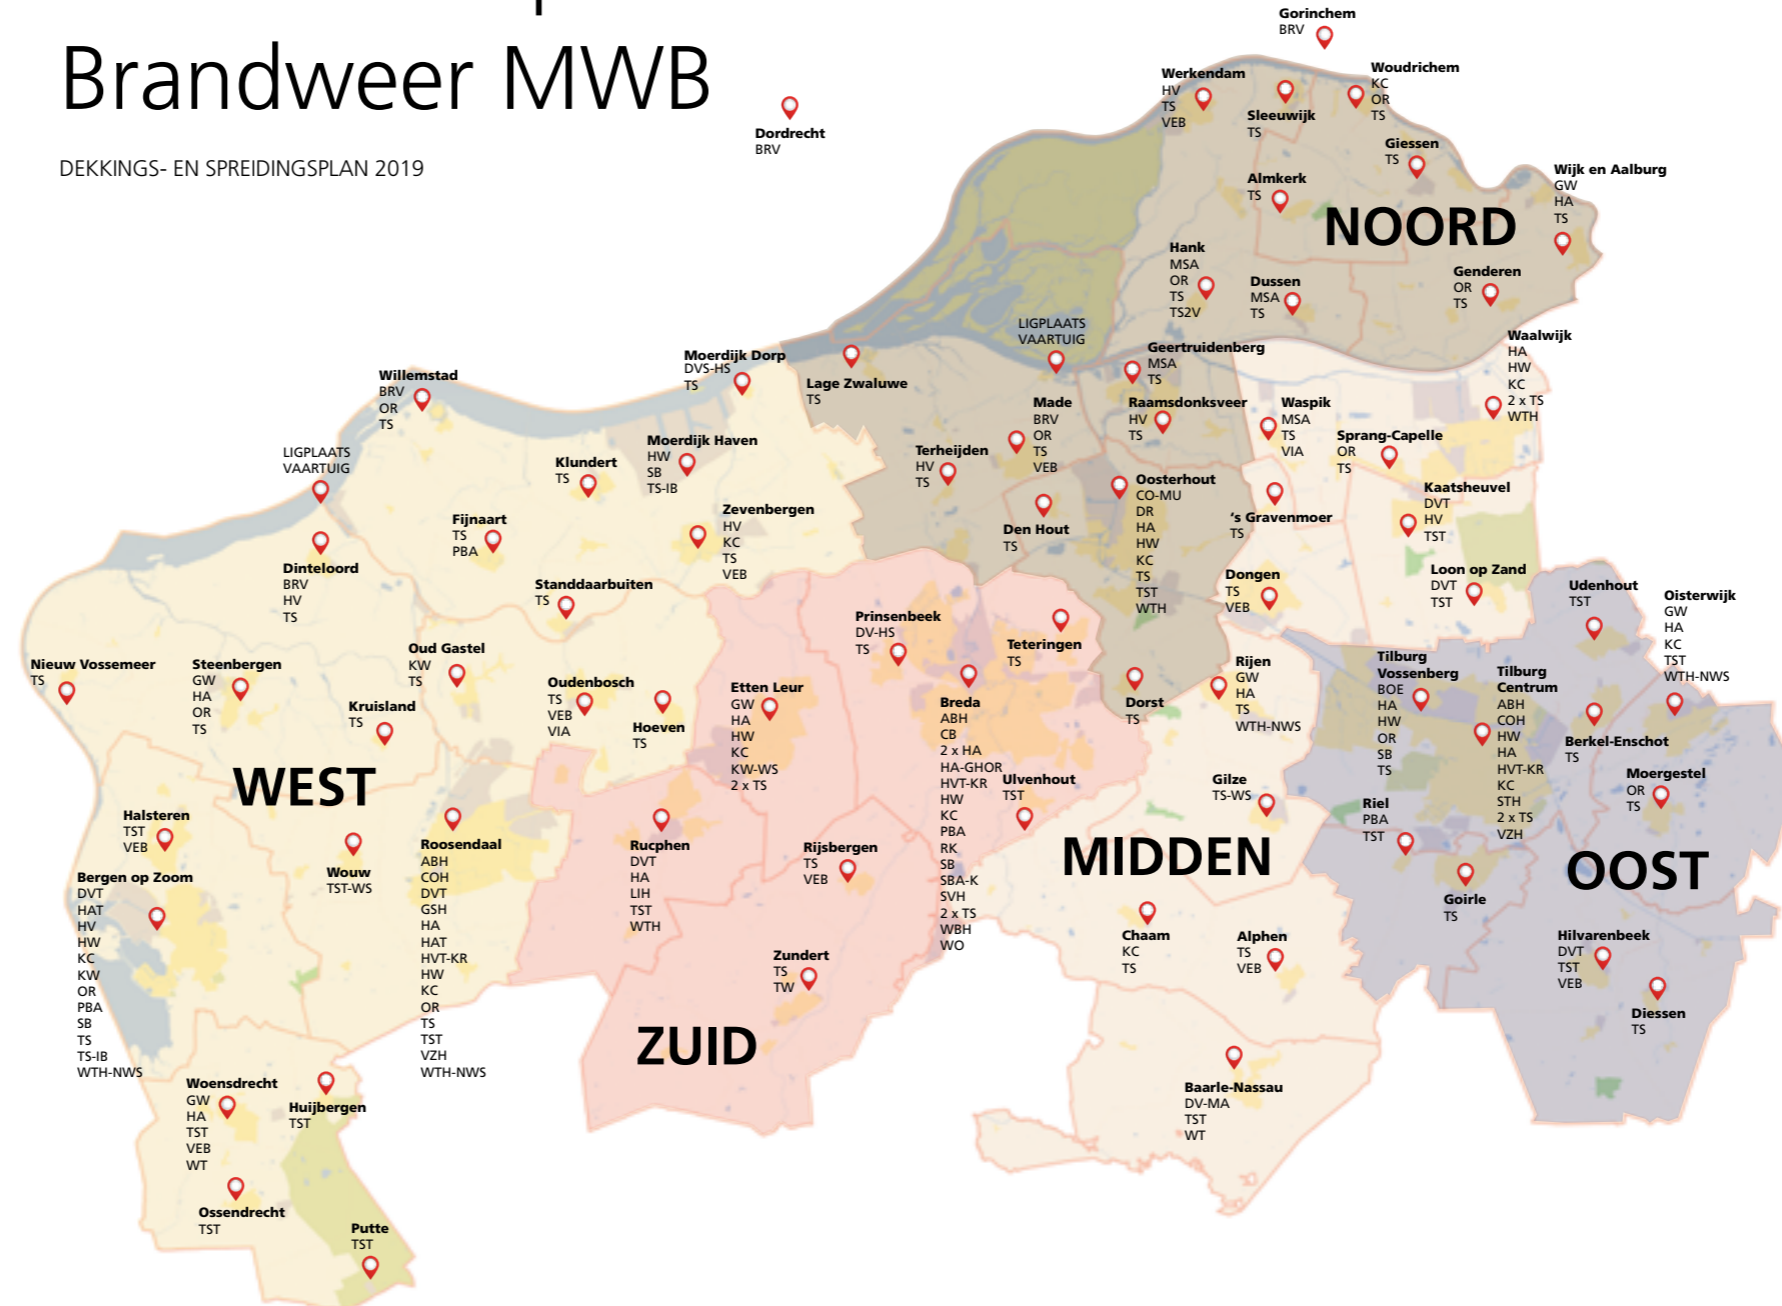 Brandweer MWB
DEKKINGS- EN SPREIDINGSPLAN 2019
Dordrecht
BRV
Gorinchem
BRV
Werkendam
HV
TS
VEB
Sleeuwijk
TS
Woudrichem
KC
OR
TS
Giessen
TS
Almkerk
TS
Wijk en Aalburg
GW
HA
TS
NOORD
Hank
MSA
OR
TS
TS2V
Dussen
MSA
TS
Genderen
OR
TS
LIGPLAATS
VAARTUIG
Geertruidenberg
MSA
TS
Waalwijk
HA
HW
KC
2 x TS
WTH
Moerdijk Dorp
DVS-HS
TS
Lage Zwaluwe
TS
Willemstad
BRV
OR
TS
Made
BRV
OR
TS
VEB
Raamsdonksveer
HV
TS
Waspik
MSA
TS
VIA
Sprang-Capelle
OR
TS
LIGPLAATS
VAARTUIG
Klundert
TS
Moerdijk Haven
HW
SB
TS-IB
Terheijden
HV
TS
Oosterhout
CO-MU
DR
HA
HW
KC
TS
TST
WTH
Kaatsheuvel
DVT
HV
TST
Fijnaart
TS
PBA
Zevenbergen
HV
KC
TS
VEB
Den Hout
TS
's Gravenmoer
TS
Dinteloord
BRV
HV
TS
Standdaarbuiten
TS
Dongen
TS
VEB
Loon op Zand
DVT
TST
Udenhout
TST
Oisterwijk
GW
HA
KC
TST
WTH-NWS
Prinsenbeek
DV-HS
TS
Teteringen
TS
Nieuw Vossemeer
TS
Steenbergen
GW
HA
OR
TS
Oud Gastel
KW
TS
Kruisland
TS
Oudenbosch
TS
VEB
VIA
Hoeven
TS
Etten Leur
GW
HA
HW
KC
KW-WS
2 x TS
Breda
ABH
CB
2 x HA
HA-GHOR
HVT-KR
HW
KC
PBA
RK
SB
SBA-K
SVH
2 x TS
WBH
WO
Dorst
TS
Rijen
GW
HA
TS
WTH-NWS
Tilburg
Vossenberg
BOE
HA
HW
OR
SB
TS
Tilburg
Centrum
ABH
COH
HW
HA
HVT-KR
KC
STH
2 x TS
VZH
Berkel-Enschot
TS
Moergestel
OR
TS
WEST
Ulvenhout
TST
Gilze
TS-WS
Riel
PBA
TST
Halsteren
TST
VEB
Wouw
TST-WS
Roosendaal
ABH
COH
DVT
GSH
HA
HAT
HVT-KR
HW
KC
OR
TS
TST
VZH
WTH-NWS
Rucphen
DVT
HA
LIH
TST
WTH
Rijsbergen
TS
VEB
MIDDEN
OOST
Goirle
TS
Bergen op Zoom
DVT
HAT
HV
HW
KC
KW
OR
PBA
SB
TS
TS-IB
WTH-NWS
Zundert
TS
TW
Chaam
KC
TS
Alphen
TS
VEB
Hilvarenbeek
DVT
TST
VEB
Diessen
TS
ZUID
Woensdrecht
GW
HA
TST
VEB
WT
Huijbergen
TST
Baarle-Nassau
DV-MA
TST
WT
Ossendrecht
TST
Putte
TST